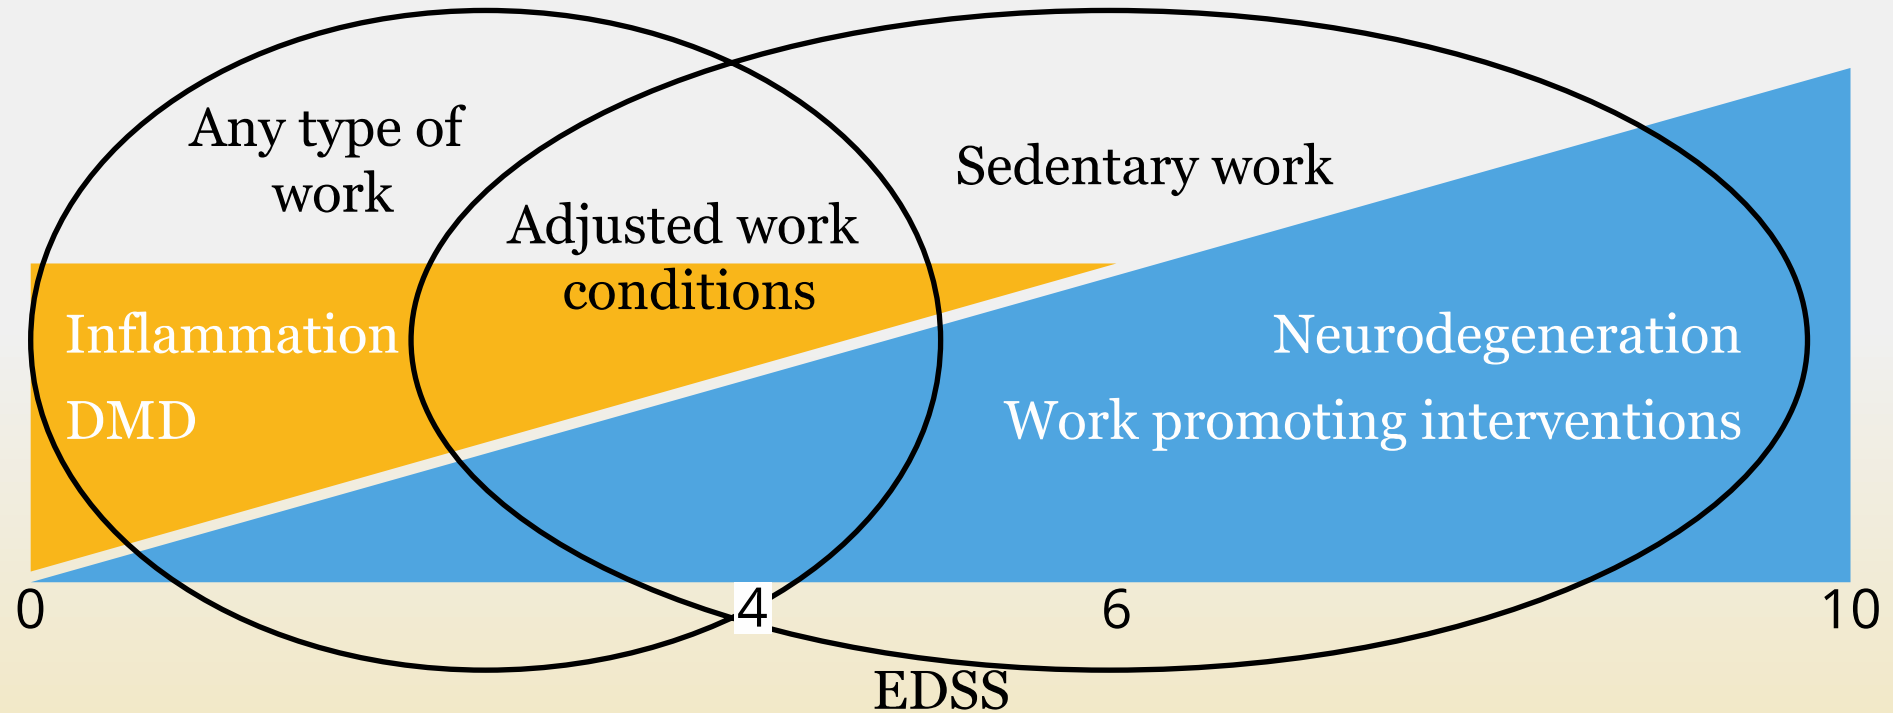 Any type of
work
Sedentary work
Adjusted work
conditions
Inflammation
DMD
Neurodegeneration
Work promoting interventions
0
4
6
10
EDSS